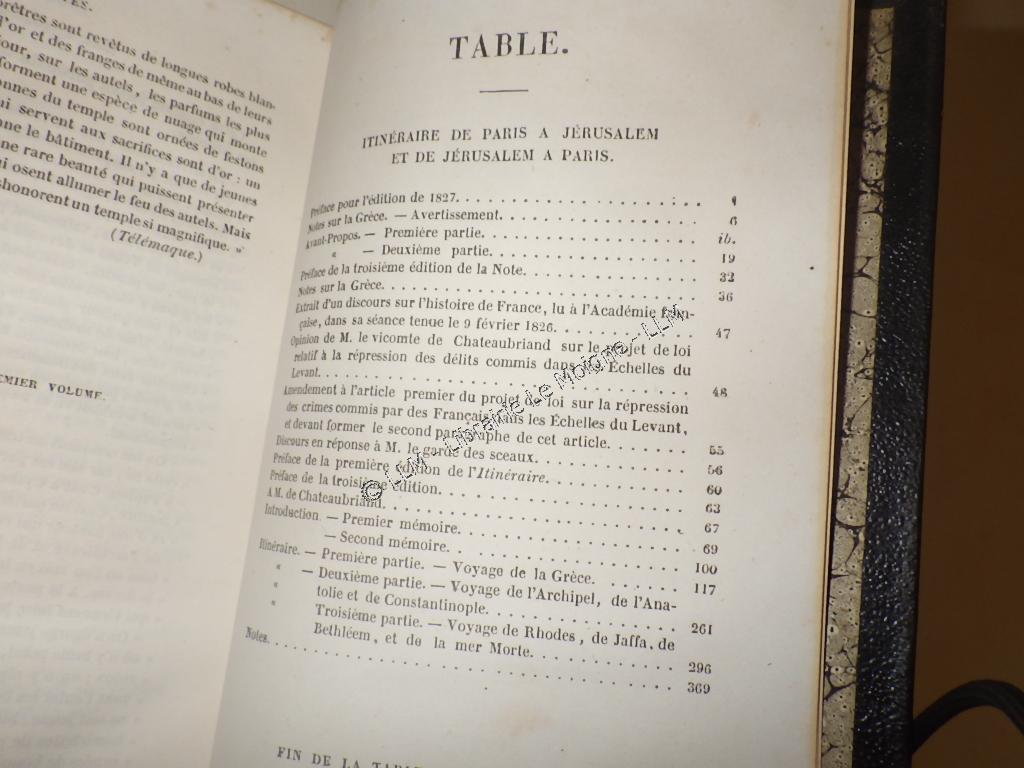 ÊTES.
prêtres sont revêtus de longues robes blan-
d'or et des franges de même au bas de leurs
jour, sur les autels, les parfums les plus
forment une espèce de nuage qui monte
onnes du temple sont ornées de festons
ui servent aux sacrifices sont d'or : un
ne le bâtiment. Il n'y a que de jeunes
ne rare beauté qui puissent présenter
ui osent allumer le feu des autels. Mais
shonorent un temple si magnifique. »
(Télémaque.)
EMIER VOLUME.
TABLE.
ITINÉRAIRE DE PARIS A JÉRUSALEM
ET DE JÉRUSALEM A PARIS.
Préface pour l'édition de 1827. 1
Notes sur la Grèce. — Avertissement. 6
Avant-Propos. — Première partie. ib.
« — Deuxième partie. 19
Préface de la troisième édition de la Note. 32
Notes sur la Grèce. 36
Extrait d'un discours sur l'histoire de France, lu à l'Académie fran-
çaise, dans sa séance tenue le 9 février 1826. 47
Opinion de M. le vicomte de Chateaubriand sur le projet de loi
relatif à la répression des délits commis dans les Échelles du
Levant. 48
Amendement à l'article premier du projet de loi sur la répression
des crimes commis par des Français dans les Échelles du Levant,
et devant former le second paragraphe de cet article. 55
Discours en réponse à M. le garde des sceaux. 56
Préface de la première édition de l'Itinéraire. 60
Préface de la troisième édition. 63
A M. de Chateaubriand. 67
Introduction — Premier mémoire. 69
— Second mémoire. 100
Itinéraire. — Première partie. — Voyage de la Grèce. 117
« — Deuxième partie. — Voyage de l'Archipel, de l'Ana-
tolie et de Constantinople. 261
« Troisième partie. — Voyage de Rhodes, de Jaffa, de
« Bethléem, et de la mer Morte. 296
Notes. 369
FIN DE LA TABLE
© LLM - Librairie Le Moigne - LLM